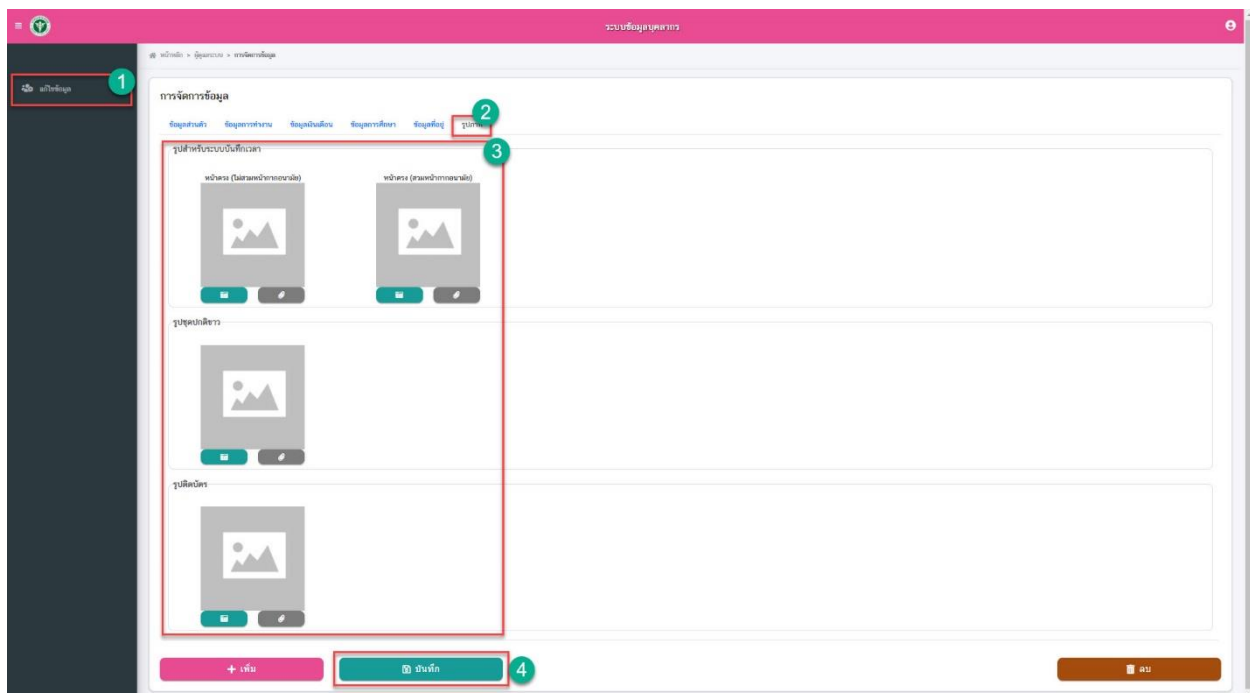 ระบบข้อมูลบุคลากร
หน้าหลัก > ผู้ดูแลระบบ > การจัดการข้อมูล
แก้ไขข้อมูล
1
การจัดการข้อมูล
2
ข้อมูลส่วนตัว ข้อมูลการทำงาน ข้อมูลเงินเดือน ข้อมูลการศึกษา ข้อมูลที่อยู่ รูปภาพ
3
รูปสำหรับระบบบันทึกเวลา
หน้าตรง (ไม่สวมหน้ากากอนามัย) หน้าตรง (สวมหน้ากากอนามัย)
รูปชุดปกติขาว
รูปติดบัตร
+ เพิ่ม บันทึก 4 ลบ